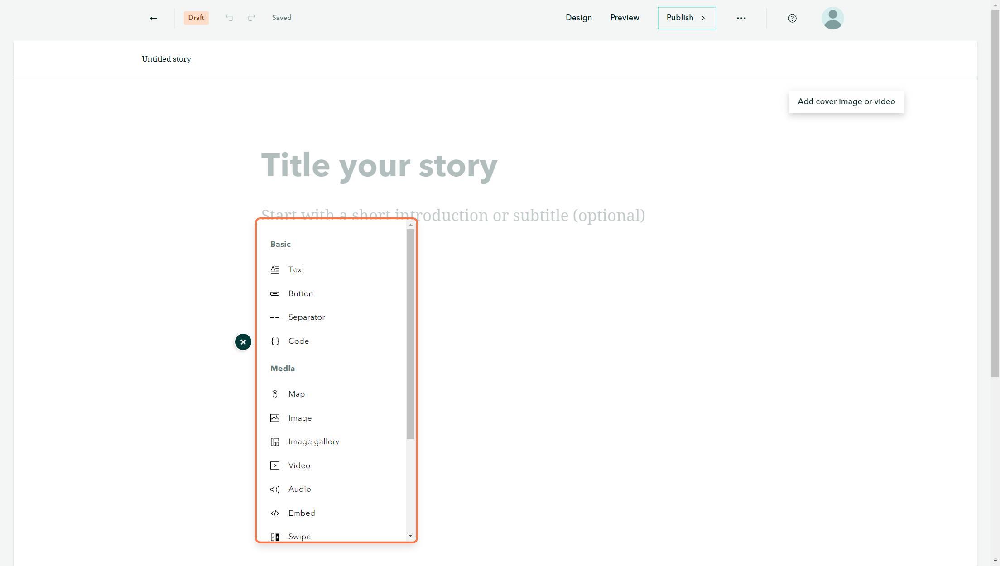 Draft
Saved
Design
Preview
Publish
Untitled story
Add cover image or video
Title your story
Start with a short introduction or subtitle (optional)
Basic
Text
Button
Separator
Code
Media
Map
Image
Image gallery
Video
Audio
Embed
Swipe